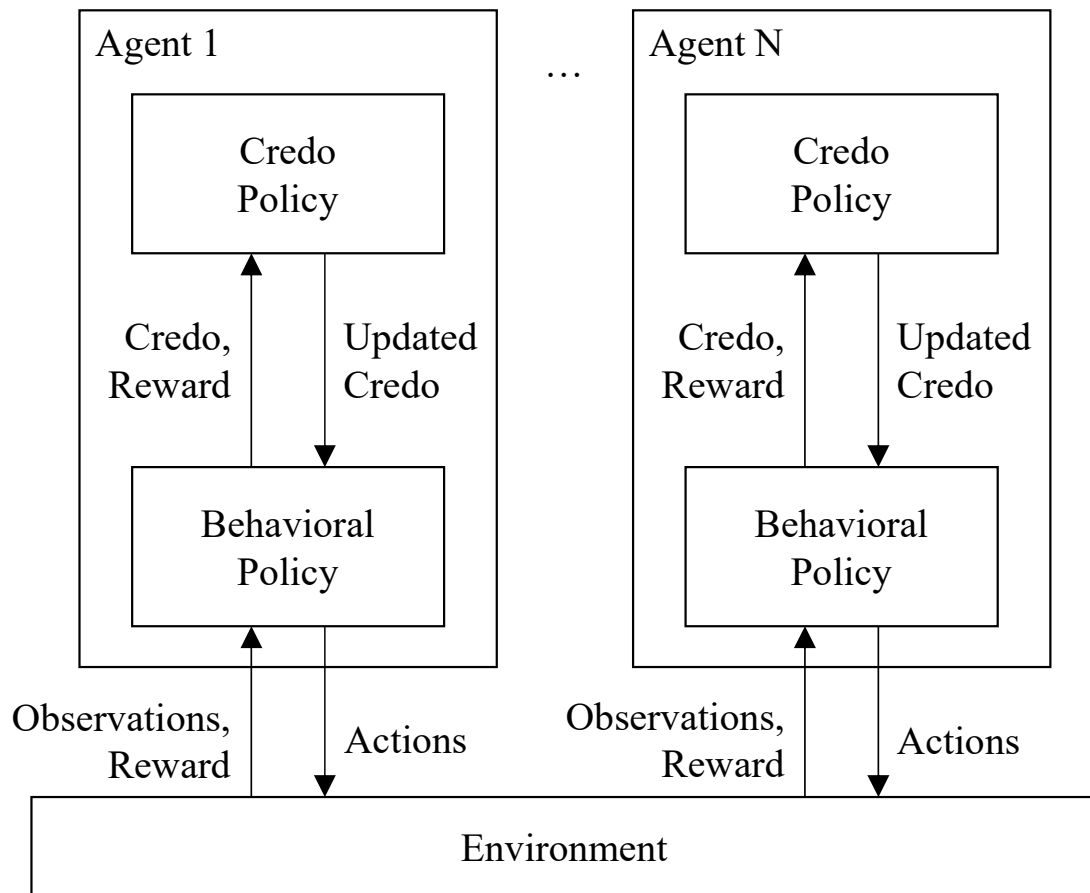 Agent 1
Credo
Policy
Credo,
Reward
Updated
Credo
Behavioral
Policy
Observations,
Reward
Actions
…
Agent N
Credo
Policy
Credo,
Reward
Updated
Credo
Behavioral
Policy
Observations,
Reward
Actions
Environment